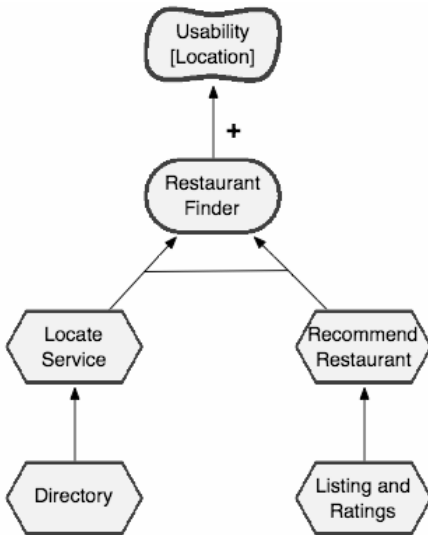 Usability
[Location]
+
Restaurant
Finder
Locate
Service
Recommend
Restaurant
Directory
Listing and
Ratings